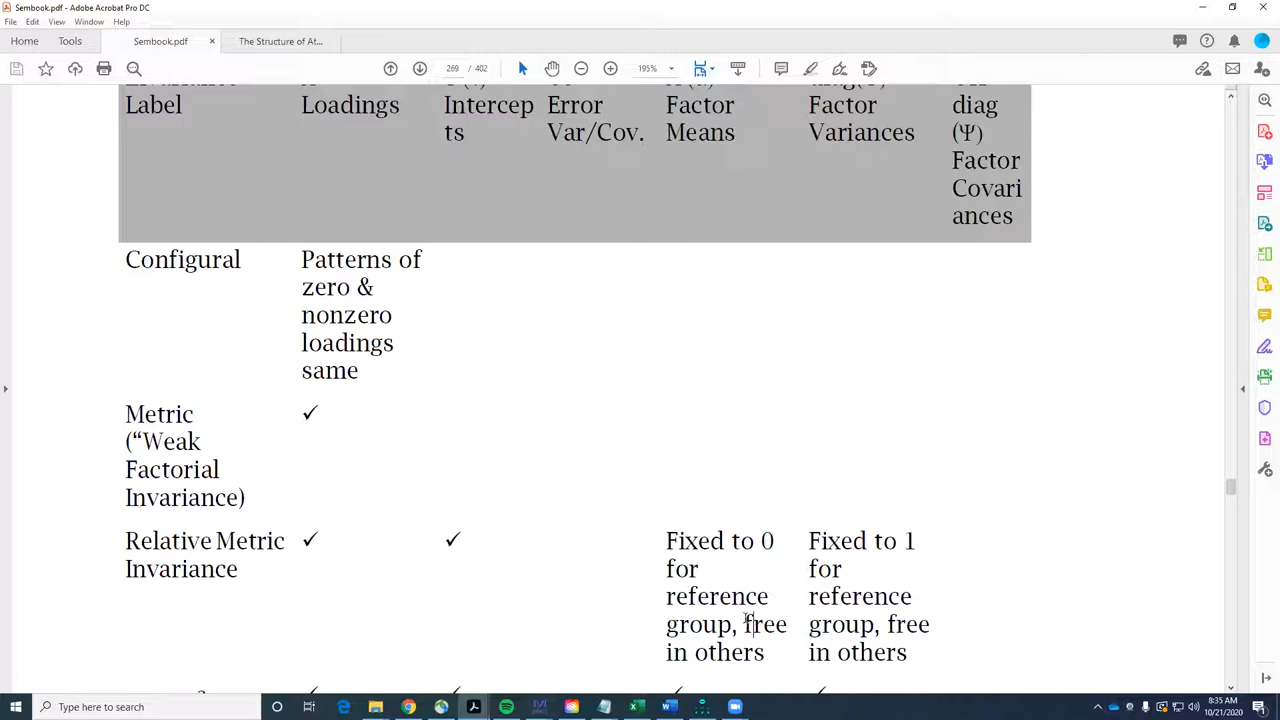 Sembook.pdf - Adobe Acrobat Pro DC
File Edit View Window Help
Home Tools Sembook.pdf × The Structure of At...
269 / 402 195%
Label Loadings Intercep Error Factor Factor diag
ts Var/Cov. Means Variances (Ψ)
Factor
Covari
ances
Configural Patterns of
zero &
nonzero
loadings
same
Metric ✓
(“Weak
Factorial
Invariance)
Relative Metric ✓ ✓ Fixed to 0 Fixed to 1
Invariance for for
reference reference
group, free group, free
in others in others
Type here to search
8:35 AM
10/21/2020